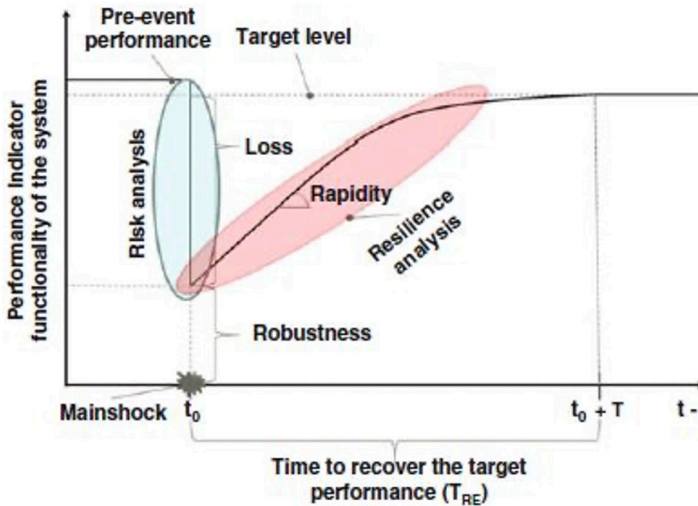 Pre-event
performance
Target level
Performance Indicator
functionality of the system
Risk analysis
Loss
Rapidity
Resilience
analysis
Robustness
Mainshock
t0
t0 + T
t -
Time to recover the target
performance (TRE)